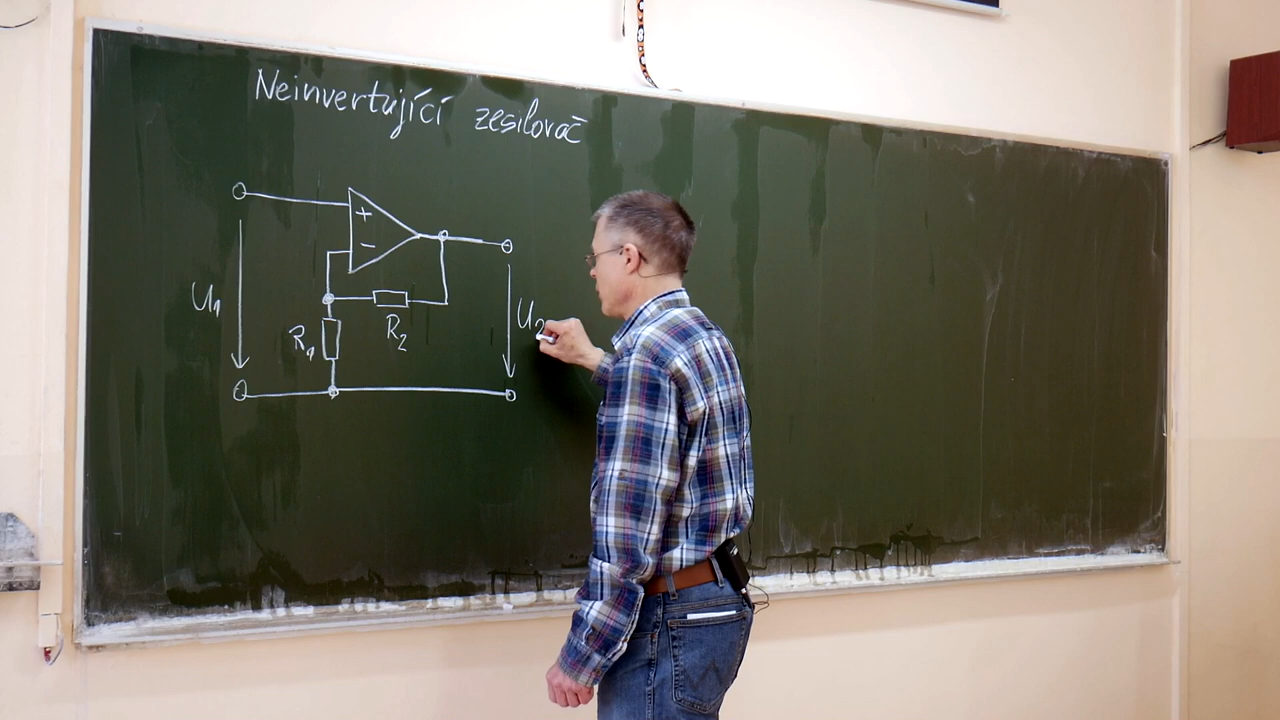 Neinvertující zesilovač
+
−
U1
R2
R1
U2